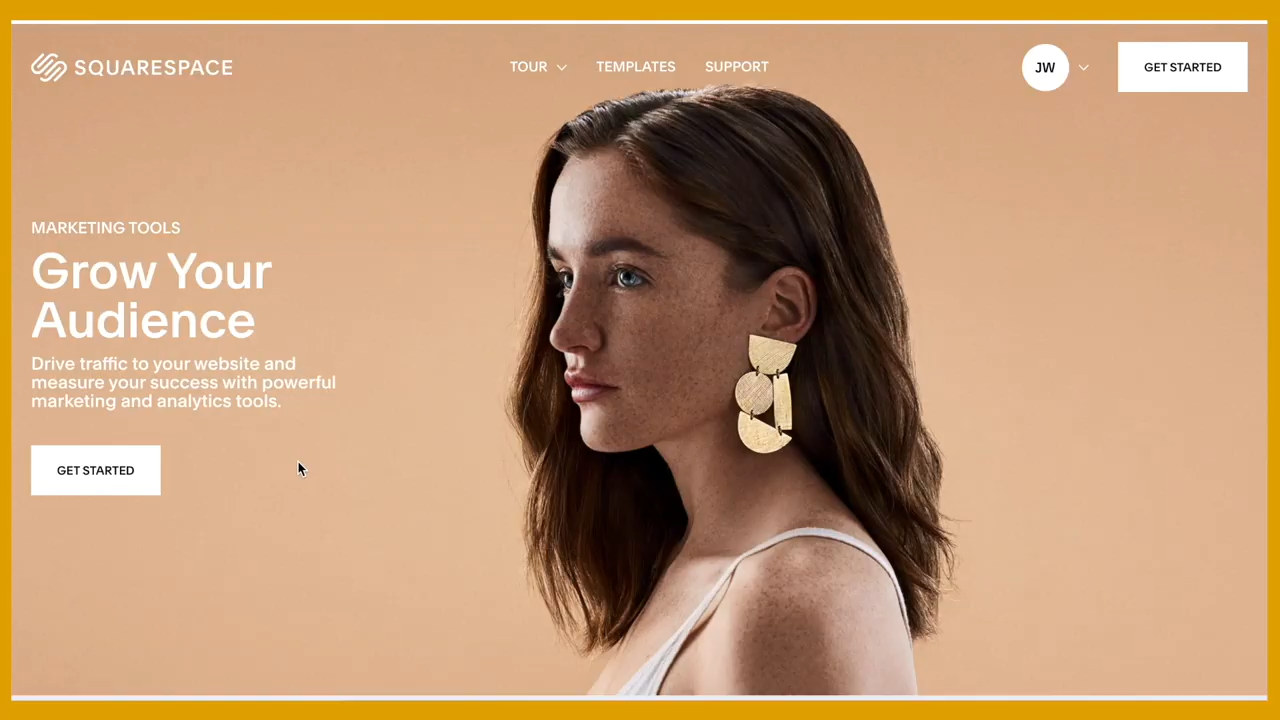 SQUARESPACE
TOUR
TEMPLATES
SUPPORT
JW
GET STARTED
MARKETING TOOLS
Grow Your
Audience
Drive traffic to your website and
measure your success with powerful
marketing and analytics tools.
GET STARTED